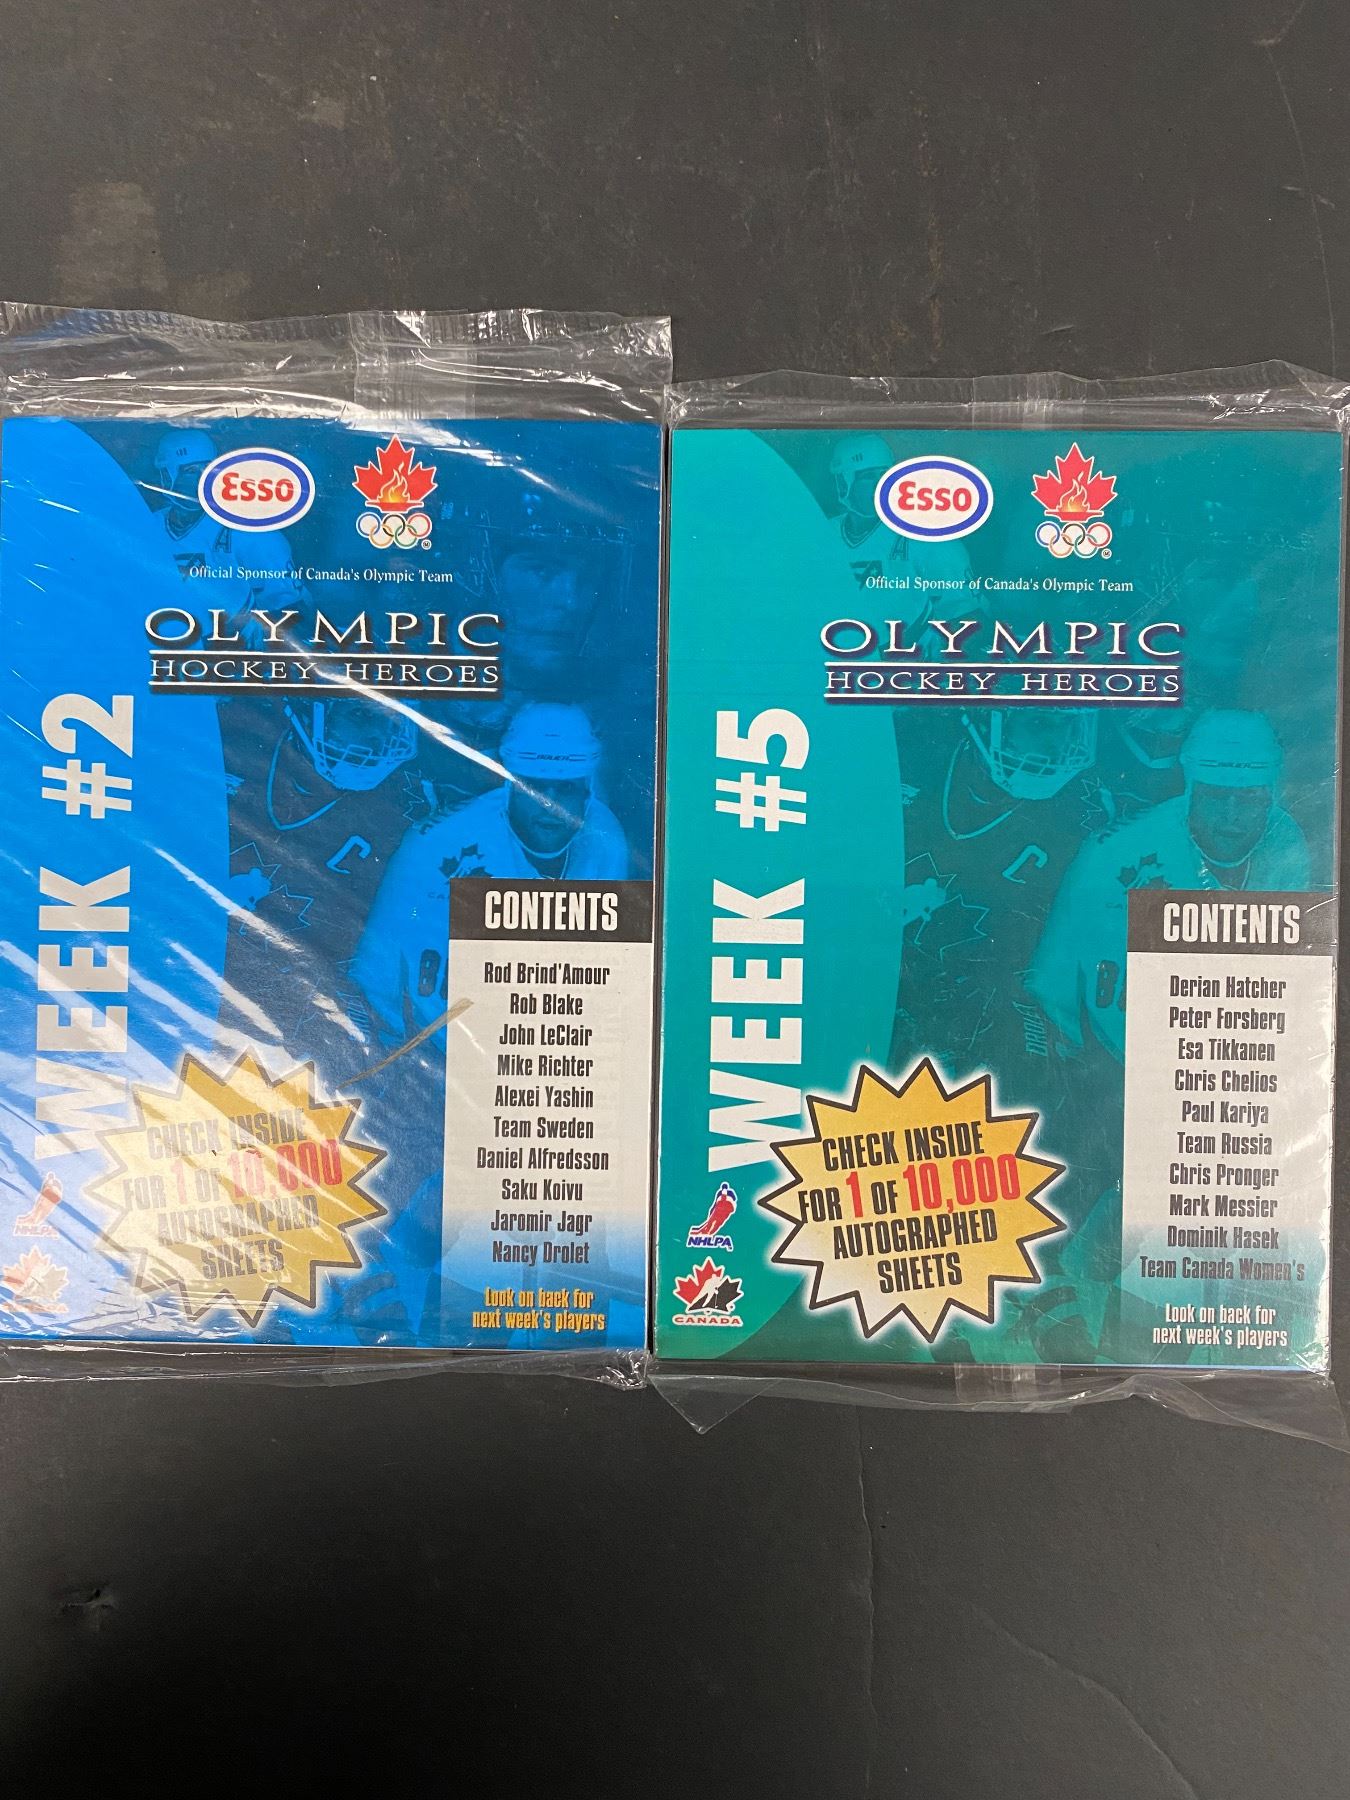 Esso
Official Sponsor of Canada's Olympic Team
OLYMPIC
HOCKEY HEROES
WEEK #2
C
A
BAUER
CONTENTS
Rod Brind'Amour
Rob Blake
John LeClair
Mike Richter
Alexei Yashin
Team Sweden
Daniel Alfredsson
Saku Koivu
Jaromir Jagr
Nancy Drolet
Look on back for
next week's players
CHECK INSIDE
FOR 1 OF 10,000
AUTOGRAPHED
SHEETS
NHLPA
CANADA
Esso
Official Sponsor of Canada's Olympic Team
OLYMPIC
HOCKEY HEROES
WEEK #5
C
A
BAUER
CONTENTS
Derian Hatcher
Peter Forsberg
Esa Tikkanen
Chris Chelios
Paul Kariya
Team Russia
Chris Pronger
Mark Messier
Dominik Hasek
Team Canada Women's
Look on back for
next week's players
CHECK INSIDE
FOR 1 OF 10,000
AUTOGRAPHED
SHEETS
NHLPA
CANADA